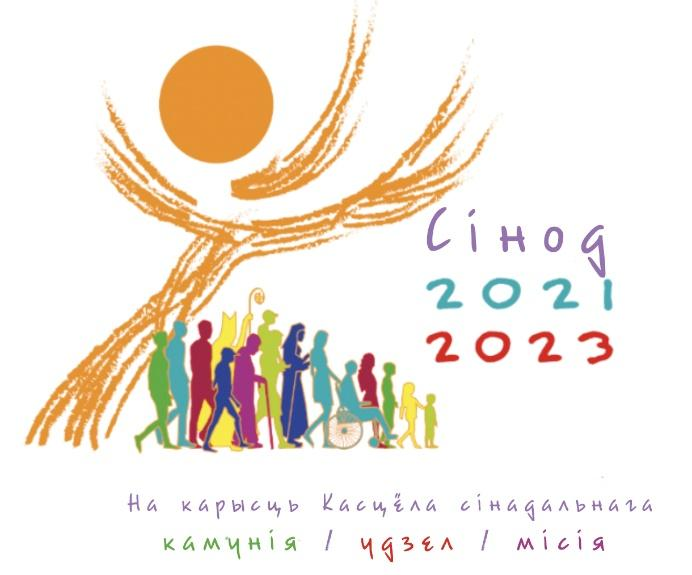 Сінод
2021
2023
На карысць Касцёла сінадальнага
камунія / удзел / місія